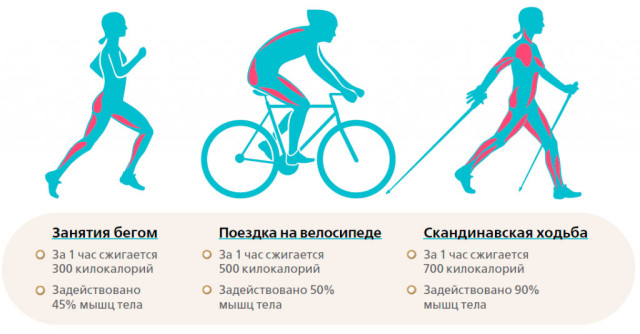 Занятия бегом
За 1 час сжигается
300 килокалорий
Задействовано
45% мышц тела
Поездка на велосипеде
За 1 час сжигается
500 килокалорий
Задействовано 50%
мышц тела
Скандинавская ходьба
За 1 час сжигается
700 килокалорий
Задействовано 90%
мышц тела